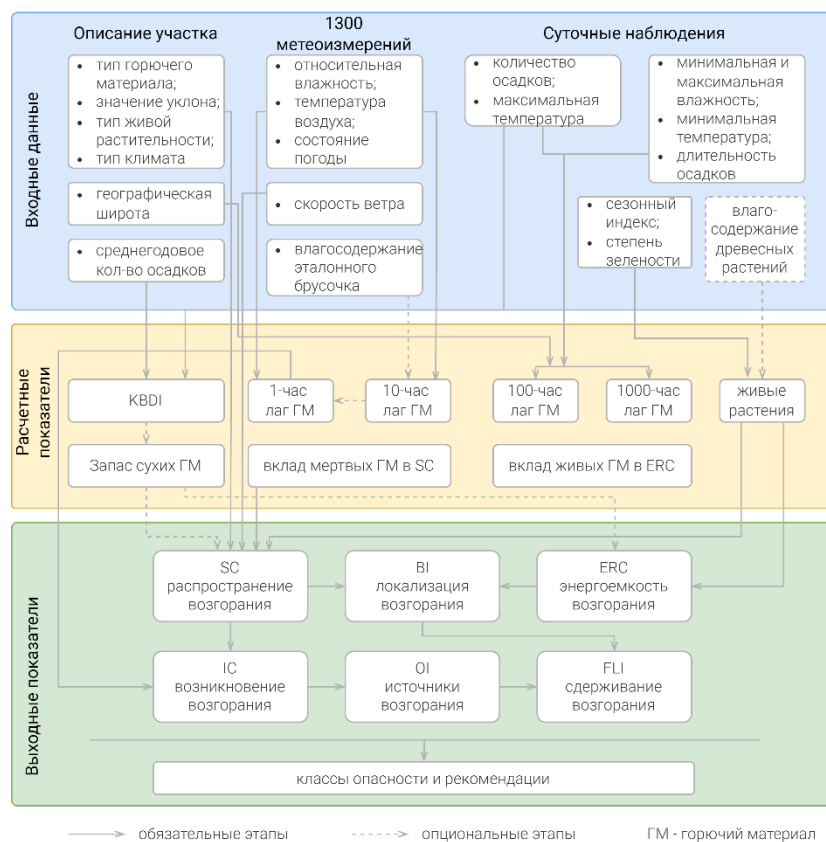 Описание участка
1300
метеоизмерений
Суточные наблюдения
Входные данные
• тип горючего
материала;
• значение уклона;
• тип живой
растительности;
• тип климата
• относительная
влажность;
• температура
воздуха;
• состояние
погоды
• количество
осадков;
• максимальная
температура
• минимальная и
максимальная
влажность;
• минимальная
температура;
• длительность
осадков
• географическая
широта
• скорость ветра
• сезонный
индекс;
• степень
зелености
влаго-
содержание
древесных
растений
• среднегодовое
кол-во осадков
• влагосодержание
эталонного
брусочка
Расчетные
показатели
KBDI
1-час
лаг ГМ
10-час
лаг ГМ
100-час
лаг ГМ
1000-час
лаг ГМ
живые
растения
Запас сухих ГМ
вклад мертвых ГМ в SC
вклад живых ГМ в ERC
Выходные показатели
SC
распространение
возгорания
BI
локализация
возгорания
ERC
энергоемкость
возгорания
IC
возникновение
возгорания
OI
источники
возгорания
FLI
сдерживание
возгорания
классы опасности и рекомендации
обязательные этапы
опциональные этапы
ГМ - горючий материал